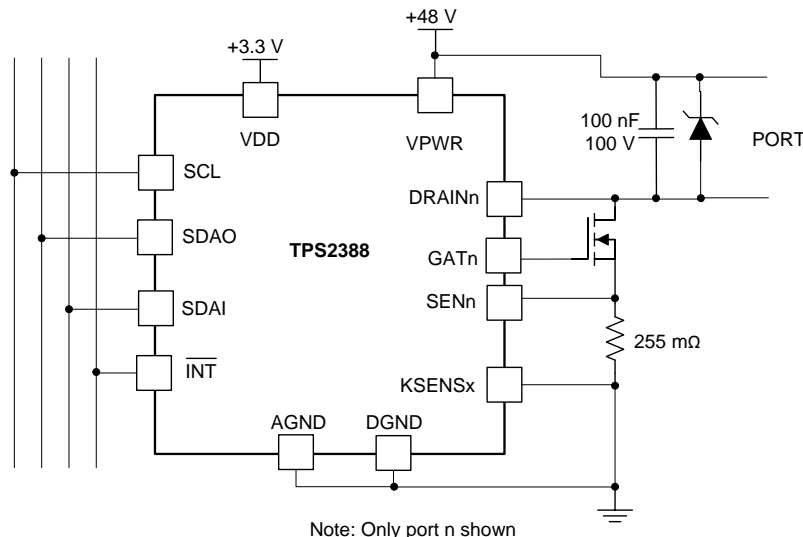 +48 V
+3.3 V
VDD
VPWR
100 nF
100 V
PORT
SCL
DRAINn
SDAO
TPS2388
GATn
SENn
SDAI
255 mΩ
INT
KSENSx
AGND
DGND
Note: Only port n shown